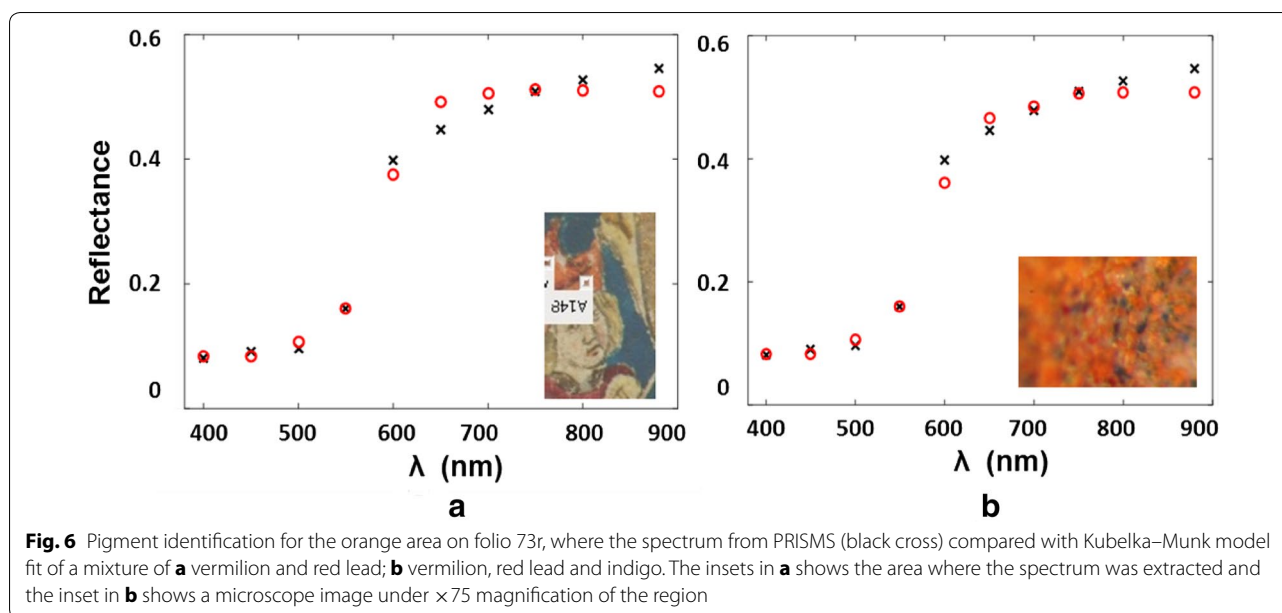 0.6
0.4
0.2
0
Reflectance
400 500 600 700 800 900
λ (nm)
a
A148
0.6
0.4
0.2
0
400 500 600 700 800 900
λ (nm)
b
Fig. 6 Pigment identification for the orange area on folio 73r, where the spectrum from PRISMS (black cross) compared with Kubelka–Munk model
fit of a mixture of a vermilion and red lead; b vermilion, red lead and indigo. The insets in a shows the area where the spectrum was extracted and
the inset in b shows a microscope image under ×75 magnification of the region